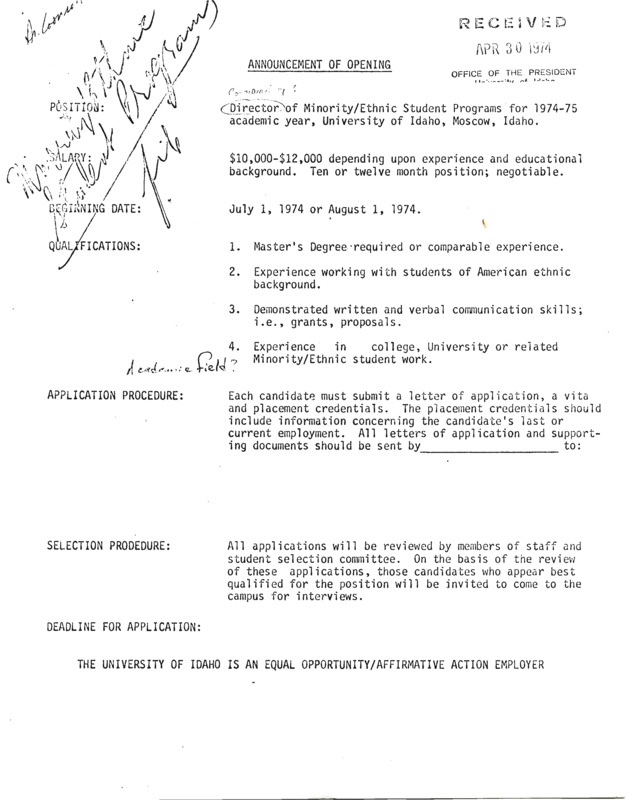 RECEIVED
APR 30 1974
OFFICE OF THE PRESIDENT
University of Idaho
Minority/Ethnic
Student Programs
file
ANNOUNCEMENT OF OPENING
POSITION:
Director of Minority/Ethnic Student Programs for 1974-75
academic year, University of Idaho, Moscow, Idaho.
SALARY:
$10,000-$12,000 depending upon experience and educational
background. Ten or twelve month position; negotiable.
BEGINNING DATE:
July 1, 1974 or August 1, 1974.
QUALIFICATIONS:
1. Master's Degree required or comparable experience.
2. Experience working with students of American ethnic
background.
3. Demonstrated written and verbal communication skills;
i.e., grants, proposals.
4. Experience in college, University or related
Minority/Ethnic student work.
Academic Field?
APPLICATION PROCEDURE:
Each candidate must submit a letter of application, a vita
and placement credentials. The placement credentials should
include information concerning the candidate's last or
current employment. All letters of application and support-
ing documents should be sent by____________________ to:
SELECTION PRODEDURE:
All applications will be reviewed by members of staff and
student selection committee. On the basis of the review
of these applications, those candidates who appear best
qualified for the position will be invited to come to the
campus for interviews.
DEADLINE FOR APPLICATION:
THE UNIVERSITY OF IDAHO IS AN EQUAL OPPORTUNITY/AFFIRMATIVE ACTION EMPLOYER